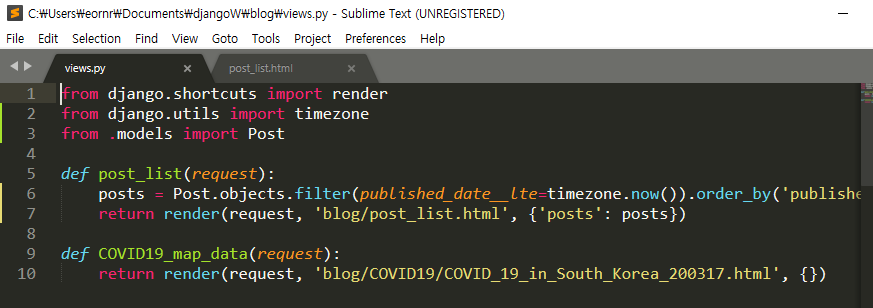 C:₩Users₩eornr₩Documents₩djangoW₩blog₩views.py - Sublime Text (UNREGISTERED)
File Edit Selection Find View Goto Tools Project Preferences Help
views.py × post_list.html ×
1 from django.shortcuts import render
2 from django.utils import timezone
3 from .models import Post
4
5 def post_list(request):
6     posts = Post.objects.filter(published_date__lte=timezone.now()).order_by('publishe
7     return render(request, 'blog/post_list.html', {'posts': posts})
8
9 def COVID19_map_data(request):
10     return render(request, 'blog/COVID19/COVID_19_in_South_Korea_200317.html', {})